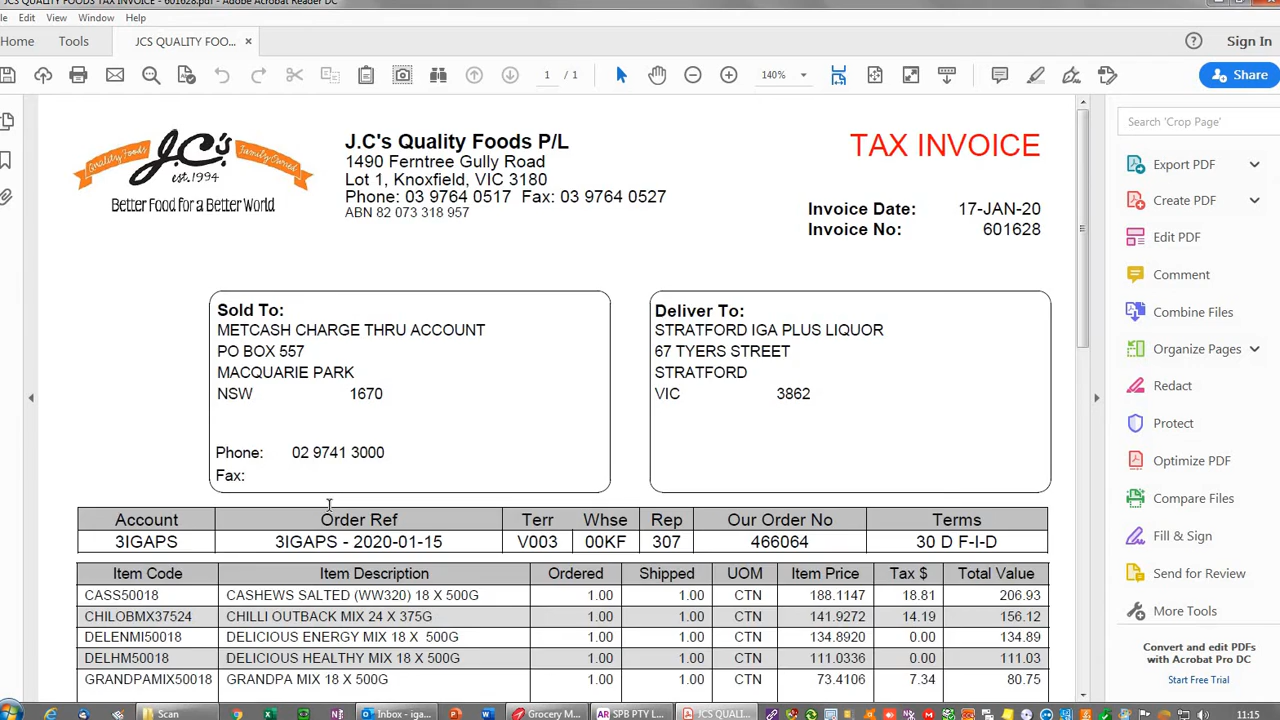 JCS QUALITY FOODS TAX INVOICE - 601628.pdf - Adobe Acrobat Reader DC
Edit View Window Help
Home Tools JCS QUALITY FOO... × Sign In
1 / 1 140% Share
Search 'Crop Page'
Export PDF
Create PDF
Edit PDF
Comment
Combine Files
Organize Pages
Redact
Protect
Optimize PDF
Compare Files
Fill & Sign
Send for Review
More Tools
Convert and edit PDFs
with Acrobat Pro DC
Start Free Trial
Quality Foods J.C.'s Family Owned
est. 1994
Better Food for a Better World
J.C's Quality Foods P/L
1490 Ferntree Gully Road
Lot 1, Knoxfield, VIC 3180
Phone: 03 9764 0517 Fax: 03 9764 0527
ABN 82 073 318 957
TAX INVOICE
Invoice Date: 17-JAN-20
Invoice No: 601628
Sold To:
METCASH CHARGE THRU ACCOUNT
PO BOX 557
MACQUARIE PARK
NSW 1670
Phone: 02 9741 3000
Fax:
Deliver To:
STRATFORD IGA PLUS LIQUOR
67 TYERS STREET
STRATFORD
VIC 3862
Account Order Ref Terr Whse Rep Our Order No Terms
3IGAPS 3IGAPS - 2020-01-15 V003 00KF 307 466064 30 D F-I-D
Item Code Item Description Ordered Shipped UOM Item Price Tax $ Total Value
CASS50018 CASHEWS SALTED (WW320) 18 X 500G 1.00 1.00 CTN 188.1147 18.81 206.93
CHILOBMX37524 CHILLI OUTBACK MIX 24 X 375G 1.00 1.00 CTN 141.9272 14.19 156.12
DELENMI50018 DELICIOUS ENERGY MIX 18 X 500G 1.00 1.00 CTN 134.8920 0.00 134.89
DELHM50018 DELICIOUS HEALTHY MIX 18 X 500G 1.00 1.00 CTN 111.0336 0.00 111.03
GRANDPAMIX50018 GRANDPA MIX 18 X 500G 1.00 1.00 CTN 73.4106 7.34 80.75
Scan Inbox - iga... Grocery M... SPB PTY L... JCS QUALI... 11:15